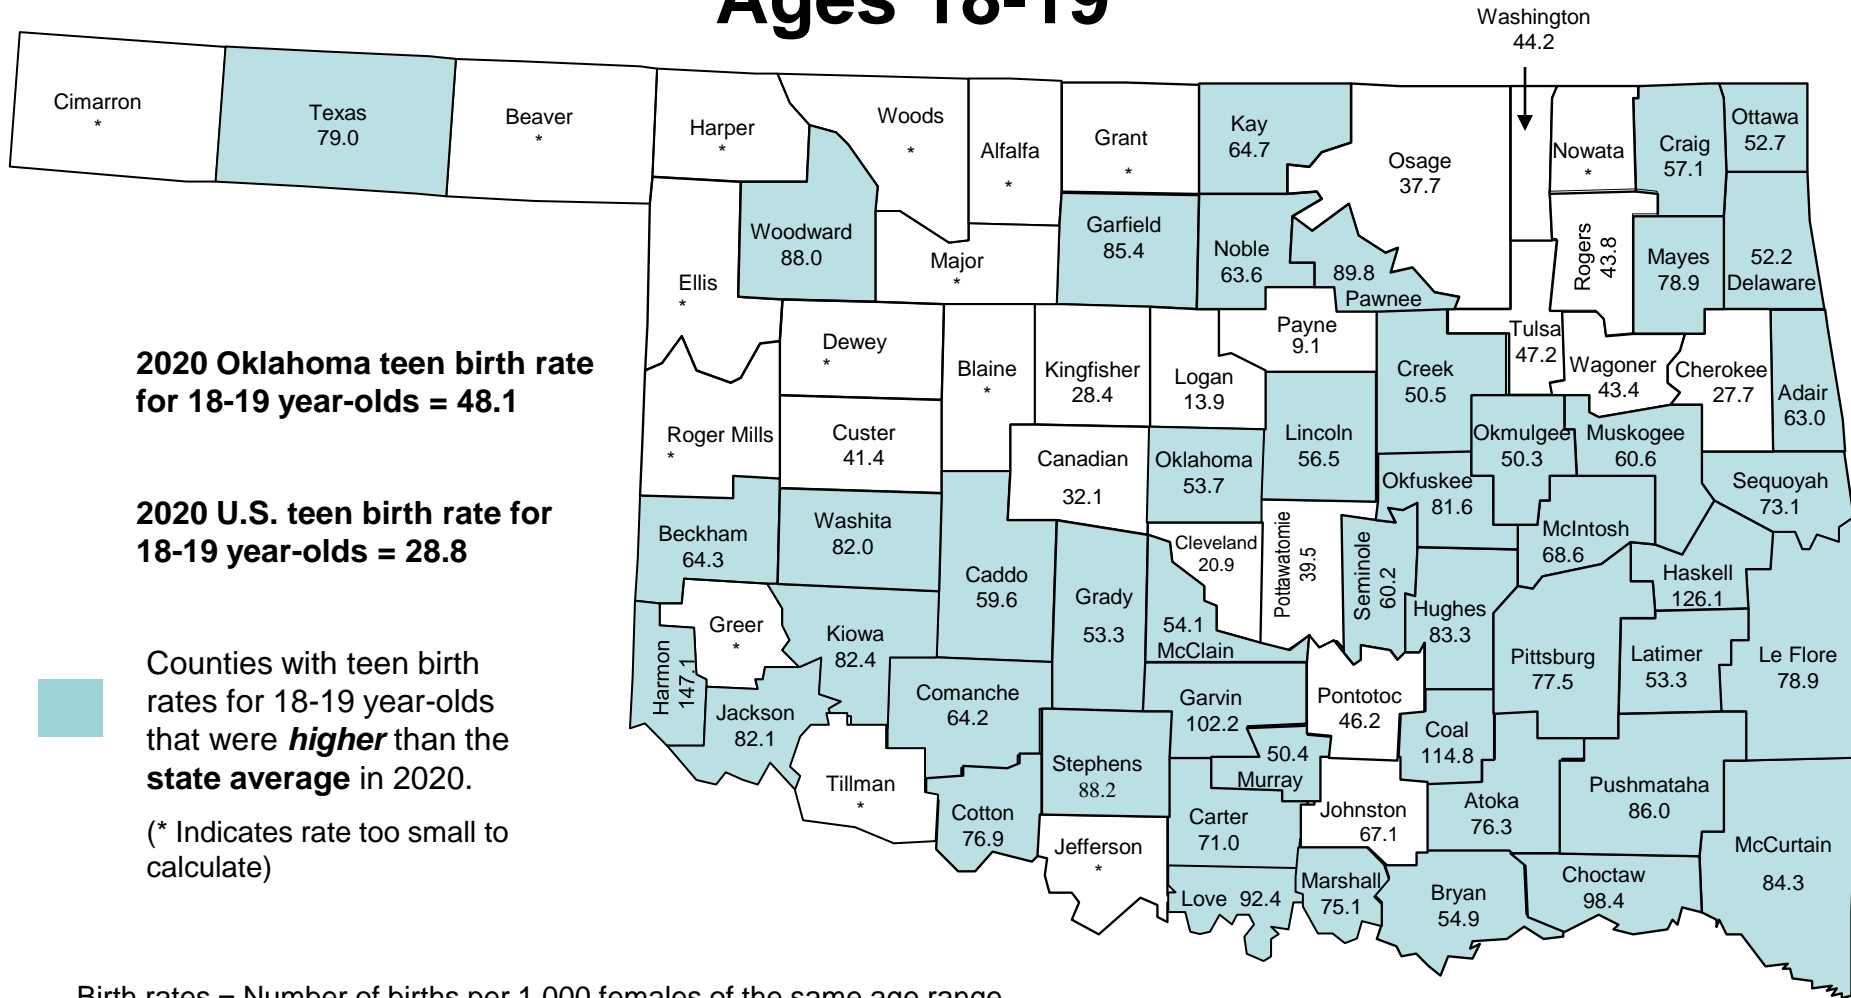 Ages 18-19
Washington
44.2
Cimarron
*
Texas
79.0
Beaver
*
Harper
*
Woods
*
Alfalfa
*
Grant
*
Kay
64.7
Osage
37.7
Nowata
*
Craig
57.1
Ottawa
52.7
Woodward
88.0
Ellis
*
Major
*
Garfield
85.4
Noble
63.6
89.8
Pawnee
Rogers
43.8
Mayes
78.9
52.2
Delaware
2020 Oklahoma teen birth rate
for 18-19 year-olds = 48.1
Dewey
*
Blaine
*
Kingfisher
28.4
Logan
13.9
Payne
9.1
Creek
50.5
Tulsa
47.2
Wagoner
43.4
Cherokee
27.7
Adair
63.0
Roger Mills
*
Custer
41.4
Canadian
32.1
Oklahoma
53.7
Lincoln
56.5
Okmulgee
50.3
Muskogee
60.6
Okfuskee
81.6
Sequoyah
73.1
2020 U.S. teen birth rate for
18-19 year-olds = 28.8
Beckham
64.3
Washita
82.0
Caddo
59.6
Grady
53.3
Cleveland
20.9
Pottawatomie
39.5
Seminole
60.2
McIntosh
68.6
Haskell
126.1
Hughes
83.3
54.1
McClain
Greer
*
Kiowa
82.4
Harmon
147.1
Jackson
82.1
Comanche
64.2
Garvin
102.2
Pontotoc
46.2
Pittsburg
77.5
Latimer
53.3
Le Flore
78.9
Counties with teen birth
rates for 18-19 year-olds
that were higher than the
state average in 2020.
(* Indicates rate too small to
calculate)
Tillman
*
Cotton
76.9
Stephens
88.2
50.4
Murray
Coal
114.8
Carter
71.0
Johnston
67.1
Atoka
76.3
Pushmataha
86.0
McCurtain
84.3
Jefferson
*
Love 92.4
Marshall
75.1
Bryan
54.9
Choctaw
98.4
Birth rates = Number of births per 1,000 females of the same age range